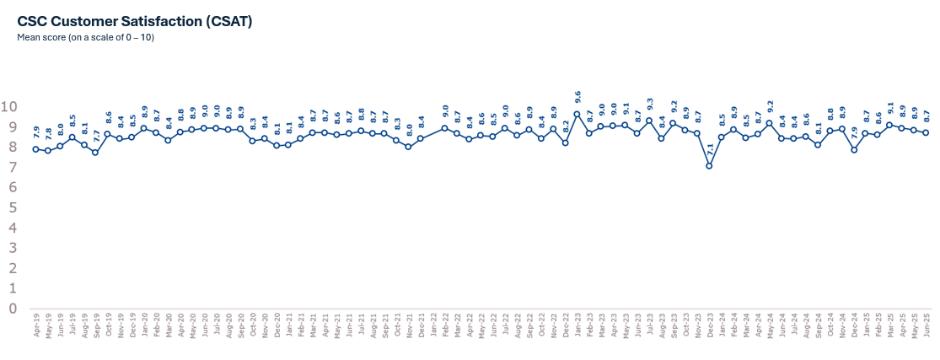 CSC Customer Satisfaction (CSAT)
Mean score (on a scale of 0 – 10)
10
9
8
7
6
5
4
3
2
1
0
7.9
7.8
8.0
8.5
8.1
7.7
8.6
8.4
8.5
8.9
8.7
8.4
8.8
8.9
9.0
9.0
8.9
8.9
8.3
8.4
8.1
8.1
8.4
8.7
8.7
8.6
8.7
8.8
8.7
8.7
8.3
8.0
8.4
9.0
8.7
8.4
8.6
8.5
9.0
8.6
8.9
8.4
8.9
8.2
9.6
8.7
9.0
9.0
9.1
8.7
9.3
8.4
9.2
8.9
8.7
7.1
8.5
8.9
8.5
8.7
9.2
8.4
8.4
8.6
8.1
8.8
8.9
7.9
8.7
8.6
9.1
8.9
8.9
8.7
Apr-19
May-19
Jun-19
Jul-19
Aug-19
Sep-19
Oct-19
Nov-19
Dec-19
Jan-20
Feb-20
Mar-20
Apr-20
May-20
Jun-20
Jul-20
Aug-20
Sep-20
Oct-20
Nov-20
Dec-20
Jan-21
Feb-21
Mar-21
Apr-21
May-21
Jun-21
Jul-21
Aug-21
Sep-21
Oct-21
Nov-21
Dec-21
Jan-22
Feb-22
Mar-22
Apr-22
May-22
Jun-22
Jul-22
Aug-22
Sep-22
Oct-22
Nov-22
Dec-22
Jan-23
Feb-23
Mar-23
Apr-23
May-23
Jun-23
Jul-23
Aug-23
Sep-23
Oct-23
Nov-23
Dec-23
Jan-24
Feb-24
Mar-24
Apr-24
May-24
Jun-24
Jul-24
Aug-24
Sep-24
Oct-24
Nov-24
Dec-24
Jan-25
Feb-25
Mar-25
Apr-25
May-25
Jun-25